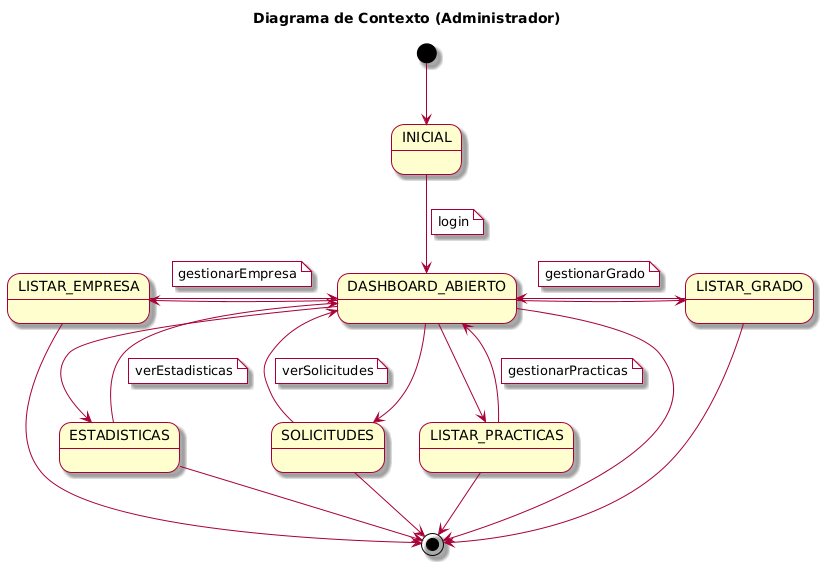 Diagrama de Contexto (Administrador)
INICIAL
login
gestionarEmpresa
gestionarGrado
LISTAR_EMPRESA
DASHBOARD_ABIERTO
LISTAR_GRADO
verEstadisticas
verSolicitudes
gestionarPracticas
ESTADISTICAS
SOLICITUDES
LISTAR_PRACTICAS